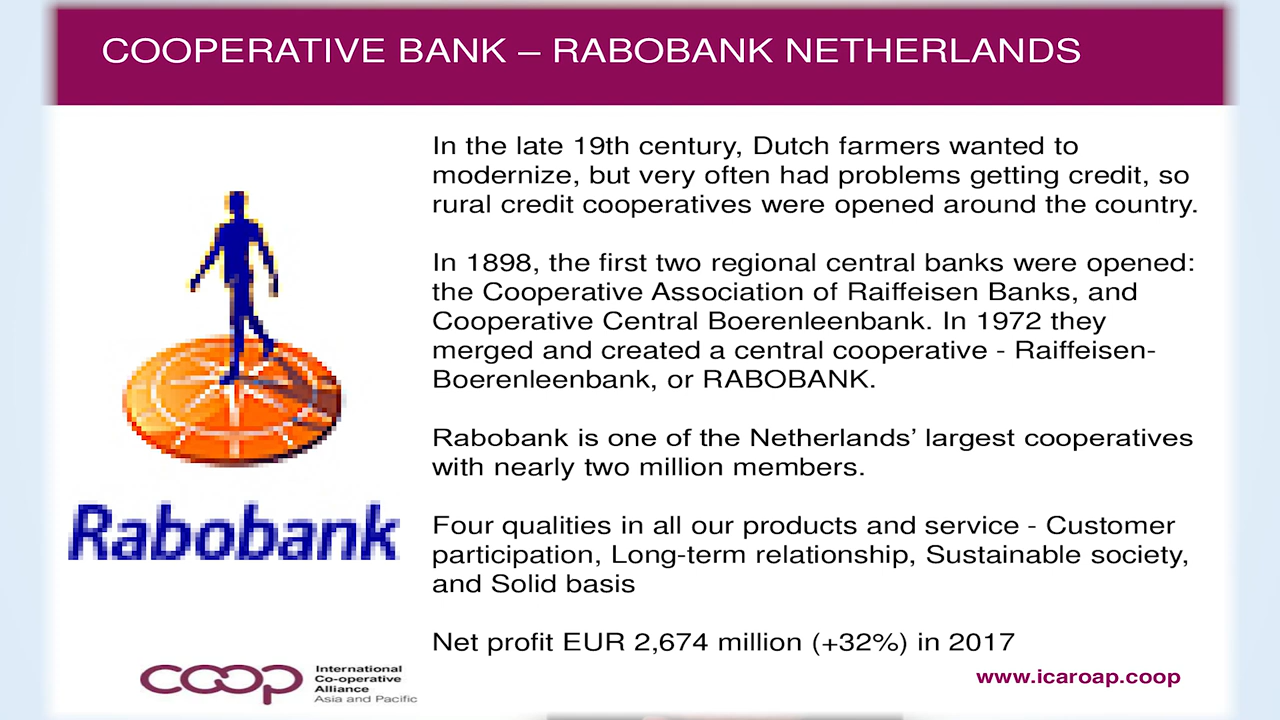 COOPERATIVE BANK – RABOBANK NETHERLANDS
In the late 19th century, Dutch farmers wanted to
modernize, but very often had problems getting credit, so
rural credit cooperatives were opened around the country.
In 1898, the first two regional central banks were opened:
the Cooperative Association of Raiffeisen Banks, and
Cooperative Central Boerenleenbank. In 1972 they
merged and created a central cooperative - Raiffeisen-
Boerenleenbank, or RABOBANK.
Rabobank is one of the Netherlands’ largest cooperatives
with nearly two million members.
Four qualities in all our products and service - Customer
participation, Long-term relationship, Sustainable society,
and Solid basis
Net profit EUR 2,674 million (+32%) in 2017
Rabobank
coop
International
Co-operative
Alliance
Asia and Pacific
www.icaroap.coop